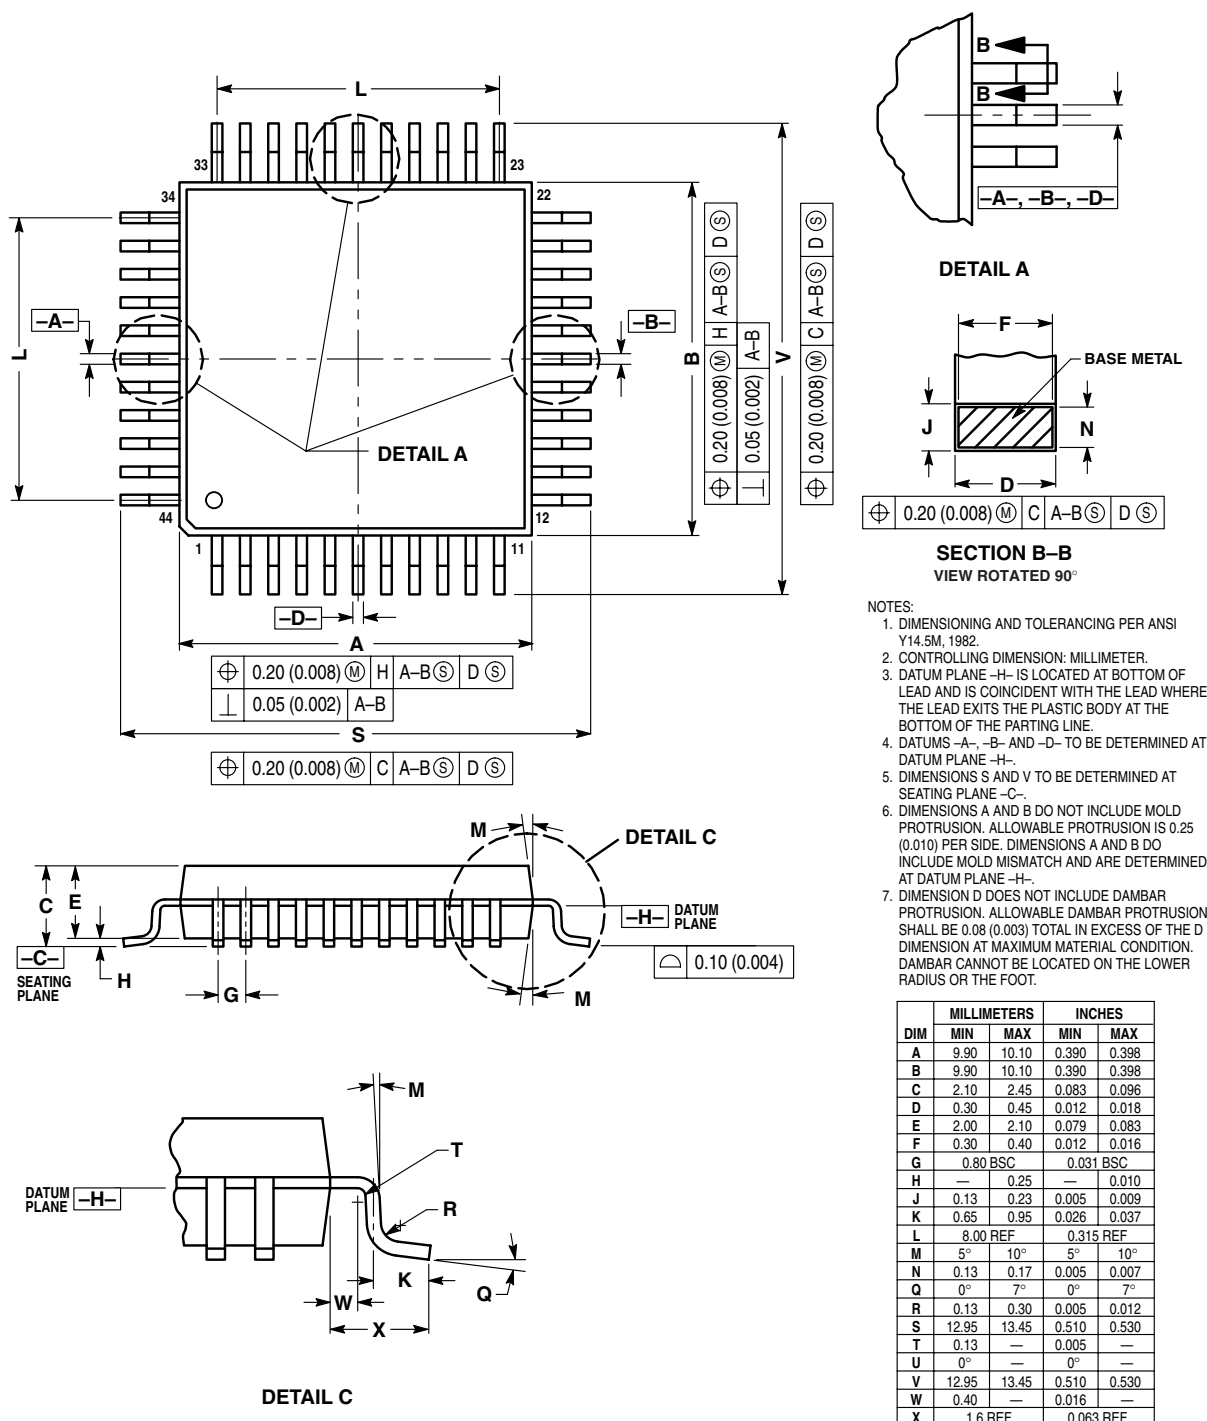 L
33
23
34
22
–A–
–B–
L
DETAIL A
B
V
0.20 (0.008) Ⓜ H A–B Ⓢ D Ⓢ
0.05 (0.002) A–B
0.20 (0.008) Ⓜ C A–B Ⓢ D Ⓢ
44
12
1
11
–D–
A
0.20 (0.008) Ⓜ H A–B Ⓢ D Ⓢ
0.05 (0.002) A–B
S
0.20 (0.008) Ⓜ C A–B Ⓢ D Ⓢ
B
B
–A–, –B–, –D–
DETAIL A
F
BASE METAL
J
N
D
0.20 (0.008) Ⓜ C A–B Ⓢ D Ⓢ
SECTION B–B
VIEW ROTATED 90°
M
DETAIL C
C
E
–H–
DATUM
PLANE
–C–
SEATING
PLANE
H
G
M
0.10 (0.004)
M
T
DATUM
PLANE
–H–
R
K
Q
W
X
DETAIL C
NOTES:
1. DIMENSIONING AND TOLERANCING PER ANSI
Y14.5M, 1982.
2. CONTROLLING DIMENSION: MILLIMETER.
3. DATUM PLANE –H– IS LOCATED AT BOTTOM OF
LEAD AND IS COINCIDENT WITH THE LEAD WHERE
THE LEAD EXITS THE PLASTIC BODY AT THE
BOTTOM OF THE PARTING LINE.
4. DATUMS –A–, –B– AND –D– TO BE DETERMINED AT
DATUM PLANE –H–.
5. DIMENSIONS S AND V TO BE DETERMINED AT
SEATING PLANE –C–.
6. DIMENSIONS A AND B DO NOT INCLUDE MOLD
PROTRUSION. ALLOWABLE PROTRUSION IS 0.25
(0.010) PER SIDE. DIMENSIONS A AND B DO
INCLUDE MOLD MISMATCH AND ARE DETERMINED
AT DATUM PLANE –H–.
7. DIMENSION D DOES NOT INCLUDE DAMBAR
PROTRUSION. ALLOWABLE DAMBAR PROTRUSION
SHALL BE 0.08 (0.003) TOTAL IN EXCESS OF THE D
DIMENSION AT MAXIMUM MATERIAL CONDITION.
DAMBAR CANNOT BE LOCATED ON THE LOWER
RADIUS OR THE FOOT.
MILLIMETERS INCHES
DIM MIN MAX MIN MAX
A 9.90 10.10 0.390 0.398
B 9.90 10.10 0.390 0.398
C 2.10 2.45 0.083 0.096
D 0.30 0.45 0.012 0.018
E 2.00 2.10 0.079 0.083
F 0.30 0.40 0.012 0.016
G 0.80 BSC 0.031 BSC
H — 0.25 — 0.010
J 0.13 0.23 0.005 0.009
K 0.65 0.95 0.026 0.037
L 8.00 REF 0.315 REF
M 5° 10° 5° 10°
N 0.13 0.17 0.005 0.007
Q 0° 7° 0° 7°
R 0.13 0.30 0.005 0.012
S 12.95 13.45 0.510 0.530
T 0.13 — 0.005 —
U 0° — 0° —
V 12.95 13.45 0.510 0.530
W 0.40 — 0.016 —
X 1.6 REF 0.063 REF